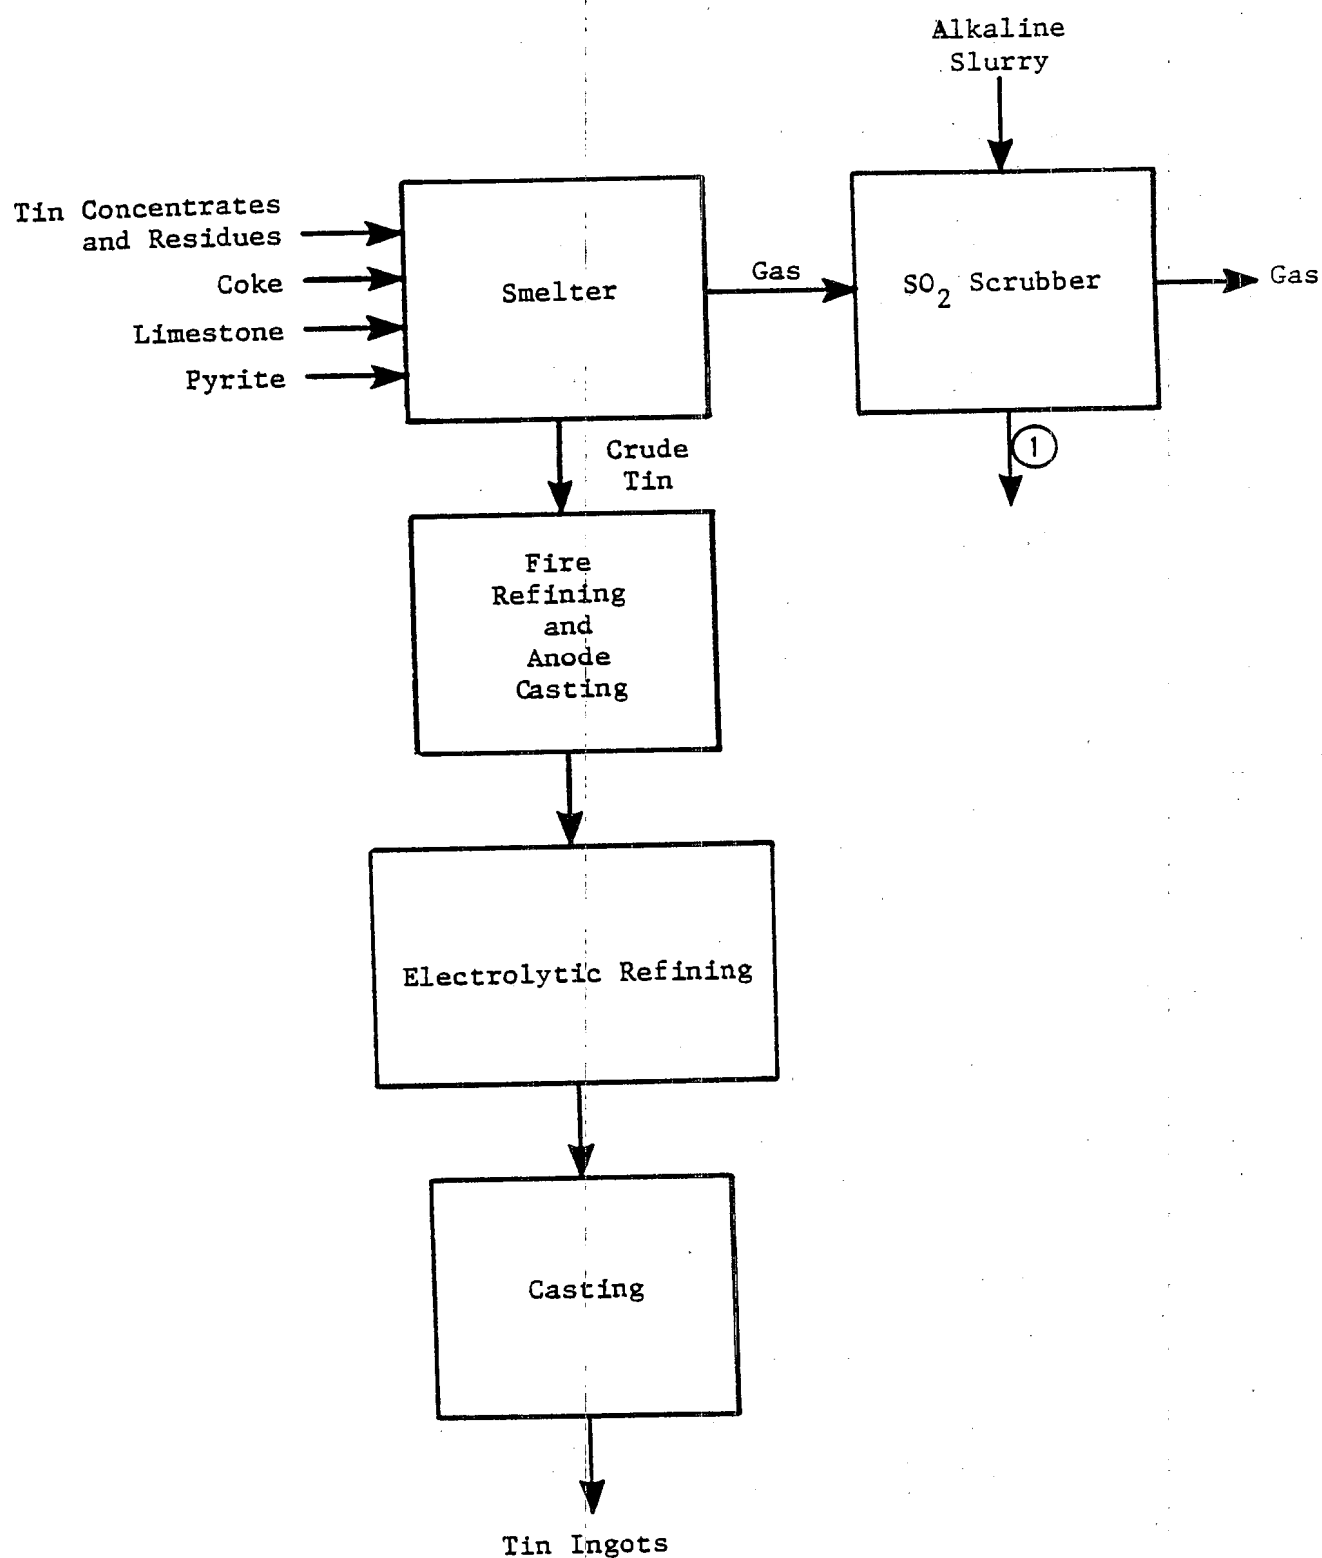 Alkaline
Slurry
Tin Concentrates
and Residues
Coke
Limestone
Pyrite
Smelter
Gas
SO2 Scrubber
Gas
1
Crude
Tin
Fire
Refining
and
Anode
Casting
Electrolytic Refining
Casting
Tin Ingots